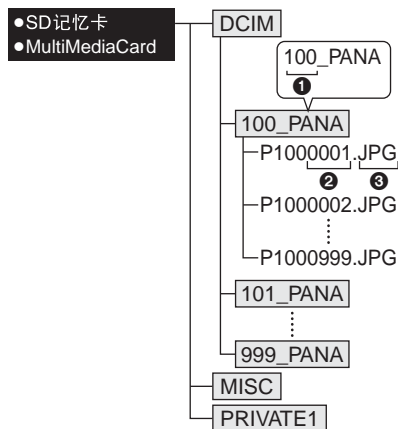 ●SD记忆卡
●MultiMediaCard
DCIM
100_PANA
❶
100_PANA
P1000001.JPG
❷ ❸
P1000002.JPG
P1000999.JPG
101_PANA
999_PANA
MISC
PRIVATE1